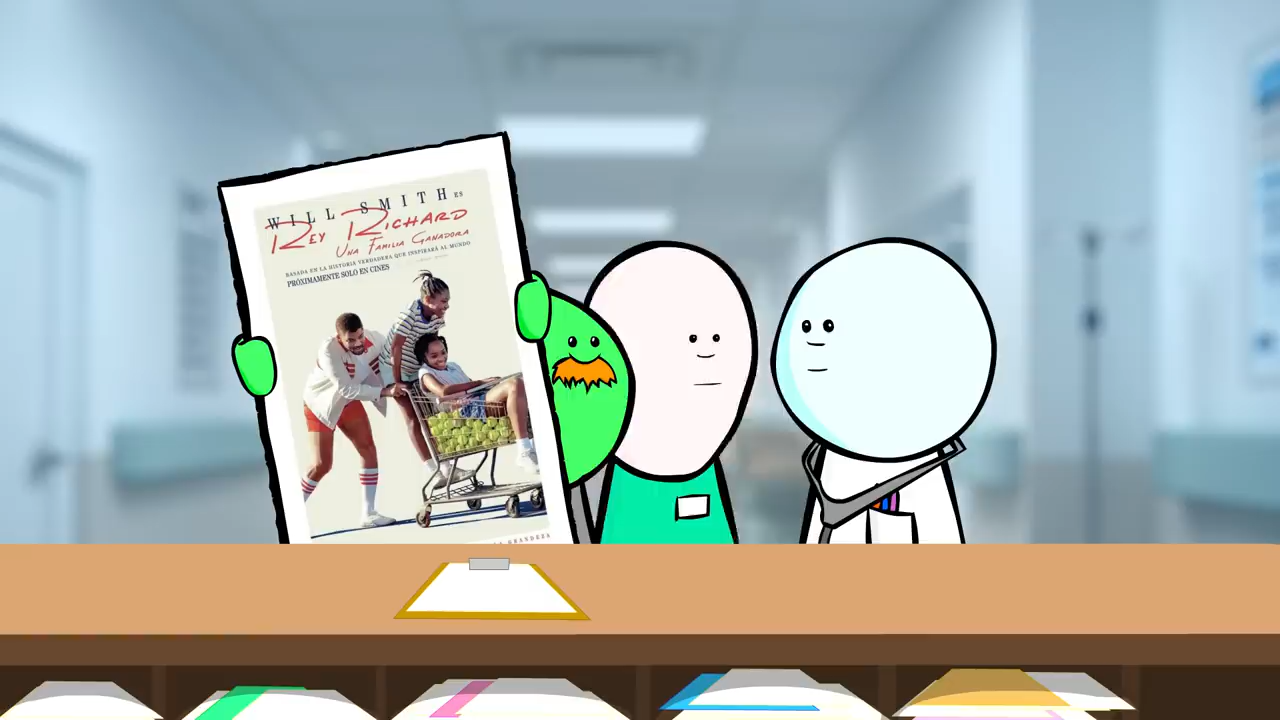 WILL SMITH ES
REY RICHARD
UNA FAMILIA GANADORA
BASADA EN LA HISTORIA VERDADERA QUE INSPIRARÁ AL MUNDO
PRÓXIMAMENTE SOLO EN CINES
GRANDEZA